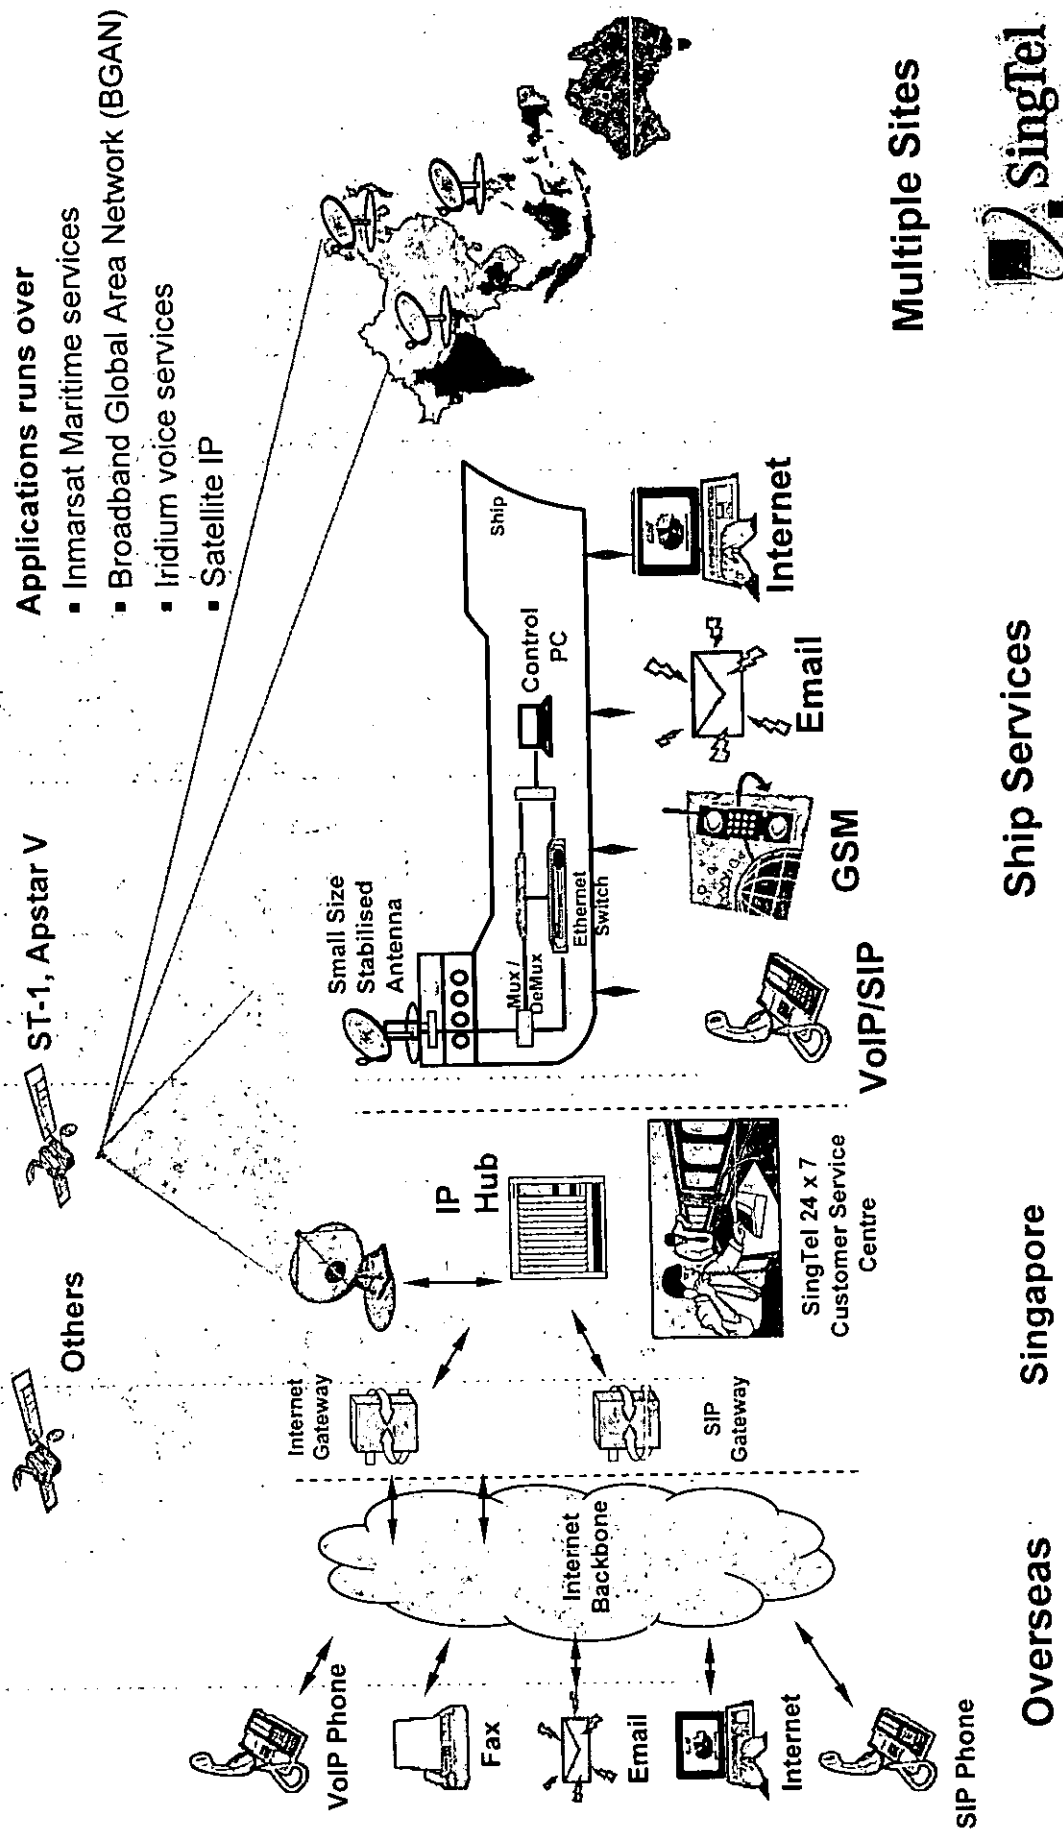 Others
ST-1, Apstar V
Applications runs over
▪ Inmarsat Maritime services
▪ Broadband Global Area Network (BGAN)
▪ Iridium voice services
▪ Satellite IP
VoIP Phone
Fax
Email
Internet
SIP Phone
Internet
Backbone
Internet
Gateway
SIP
Gateway
IP
Hub
SingTel 24 x 7
Customer Service
Centre
Small Size
Stabilised
Antenna
Mux /
DeMux
Ethernet
Switch
Control
PC
Ship
VoIP/SIP
GSM
Email
Internet
Overseas
Singapore
Ship Services
Multiple Sites
SingTel